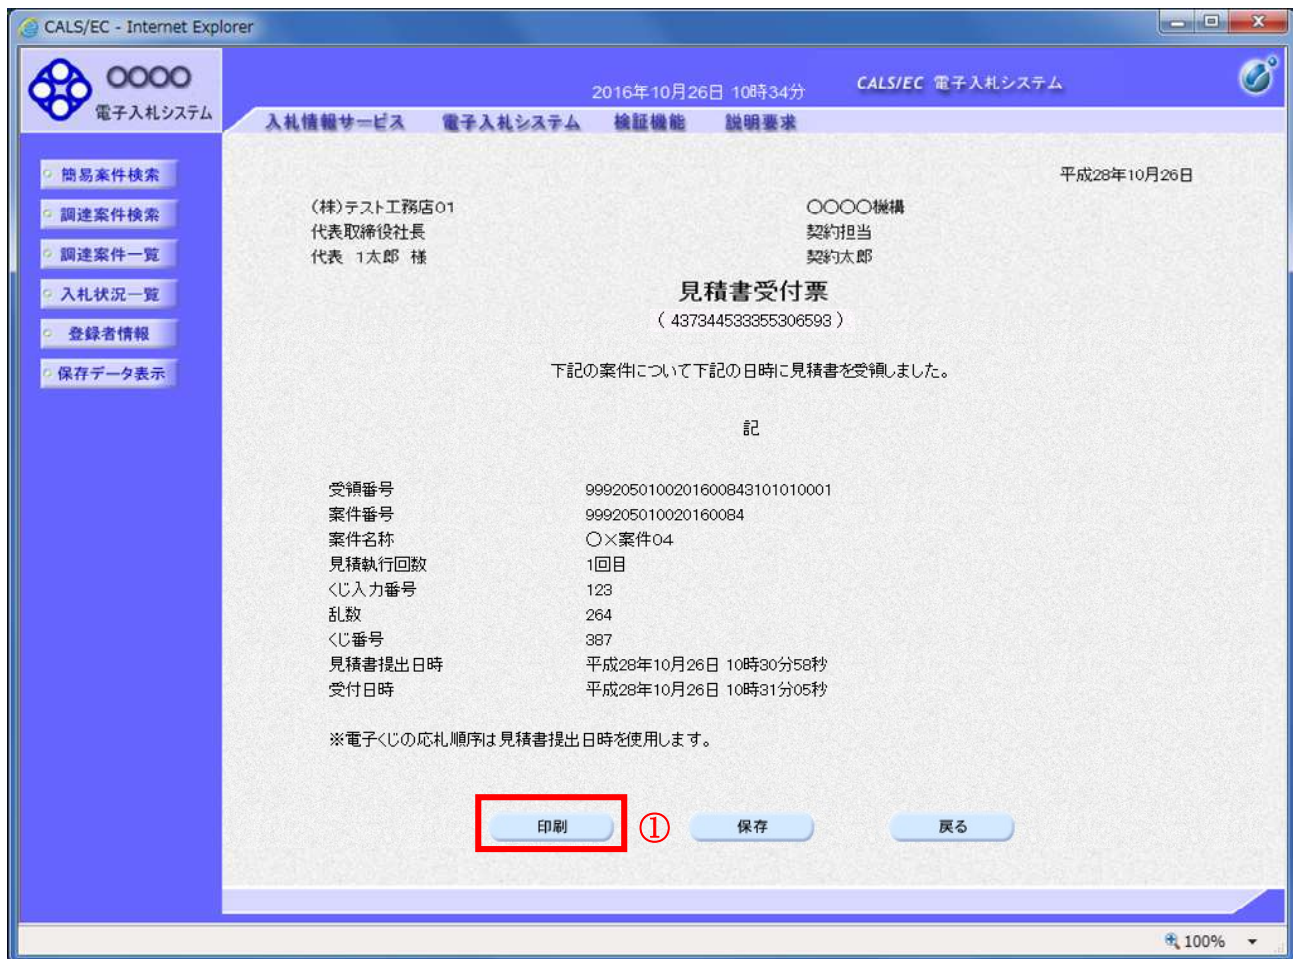 CALS/EC - Internet Explorer
OOOO
電子入札システム
2016年10月26日 10時34分
CALS/EC 電子入札システム
入札情報サービス 電子入札システム 検証機能 説明要求
簡易案件検索
調達案件検索
調達案件一覧
入札状況一覧
登録者情報
保存データ表示
平成28年10月26日
(株)テスト工務店01
代表取締役社長
代表 1太郎 様
〇〇〇〇機構
契約担当
契約太郎
見積書受付票
( 437344533355306593 )
下記の案件について下記の日時に見積書を受領しました。
記
受領番号 99920501002016008431010​10001
案件番号 999205010020160084
案件名称 〇×案件04
見積執行回数 1回目
くじ入力番号 123
乱数 264
くじ番号 387
見積書提出日時 平成28年10月26日 10時30分58秒
受付日時 平成28年10月26日 10時31分05秒
※電子くじの応札順序は見積書提出日時を使用します。
印刷 ① 保存 戻る
100%